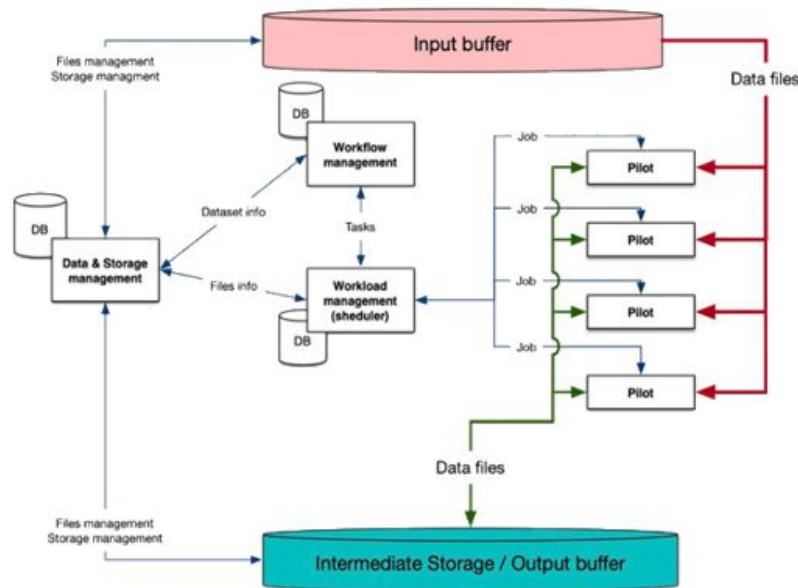 Input buffer
Files management
Storage managment
Data files
DB
Workflow
management
Job
Pilot
Dataset info
DB
Tasks
Job
Pilot
Data & Storage
management
Files info
Workload
management
(sheduler)
DB
Job
Pilot
Job
Pilot
Data files
Files management
Storage management
Intermediate Storage / Output buffer